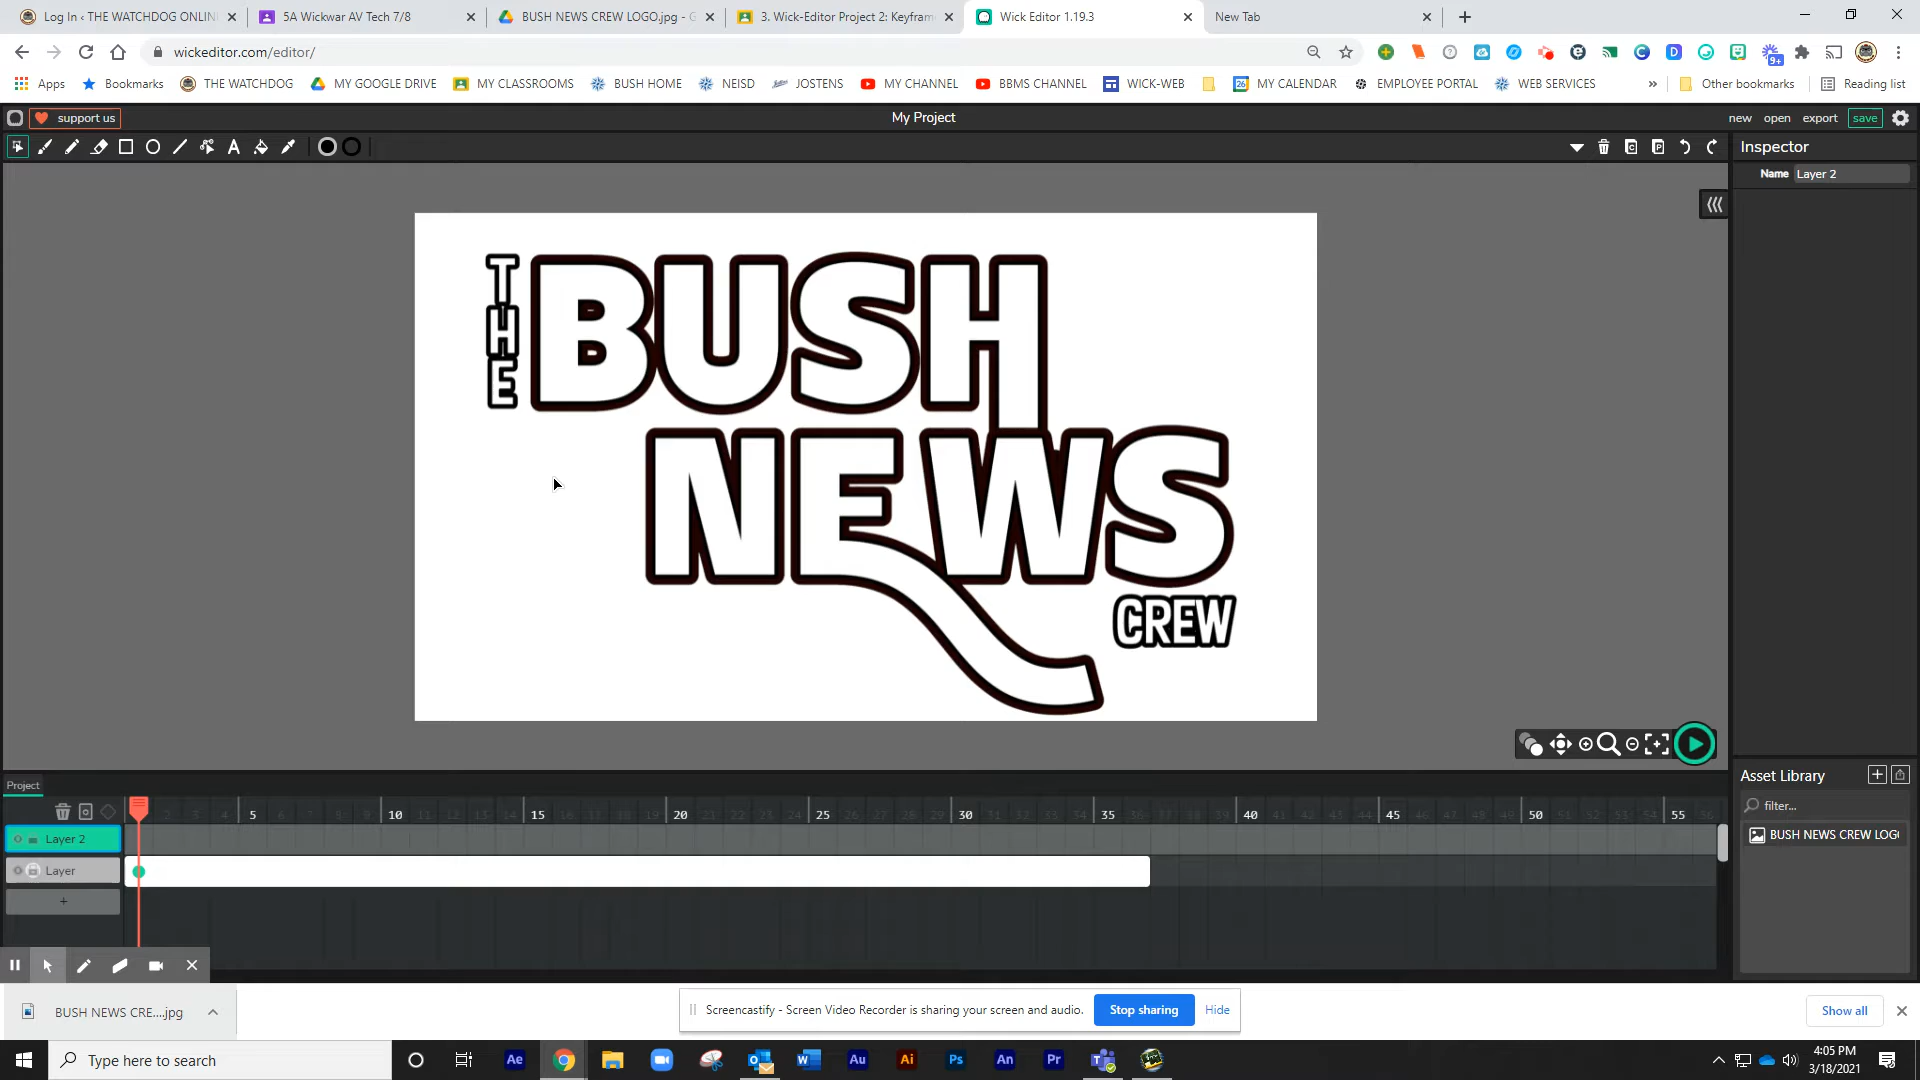 Log In ‹ THE WATCHDOG ONLIN
5A Wickwar AV Tech 7/8
BUSH NEWS CREW LOGO.jpg - G
3. Wick-Editor Project 2: Keyfram
Wick Editor 1.19.3
New Tab
wickeditor.com/editor/
9+
Apps
Bookmarks
THE WATCHDOG
MY GOOGLE DRIVE
MY CLASSROOMS
BUSH HOME
NEISD
JOSTENS
MY CHANNEL
BBMS CHANNEL
WICK-WEB
MY CALENDAR
EMPLOYEE PORTAL
WEB SERVICES
»
Other bookmarks
Reading list
support us
My Project
new
open
export
save
Inspector
Name
Layer 2
THE
BUSH
NEWS
CREW
Project
5
10
15
20
25
30
35
40
45
50
55
Layer 2
Layer
+
Asset Library
filter...
BUSH NEWS CREW LOG
BUSH NEWS CRE....jpg
Screencastify - Screen Video Recorder is sharing your screen and audio.
Stop sharing
Hide
Show all
Type here to search
Ae
Au
Ai
Ps
An
Pr
4:05 PM
3/18/2021